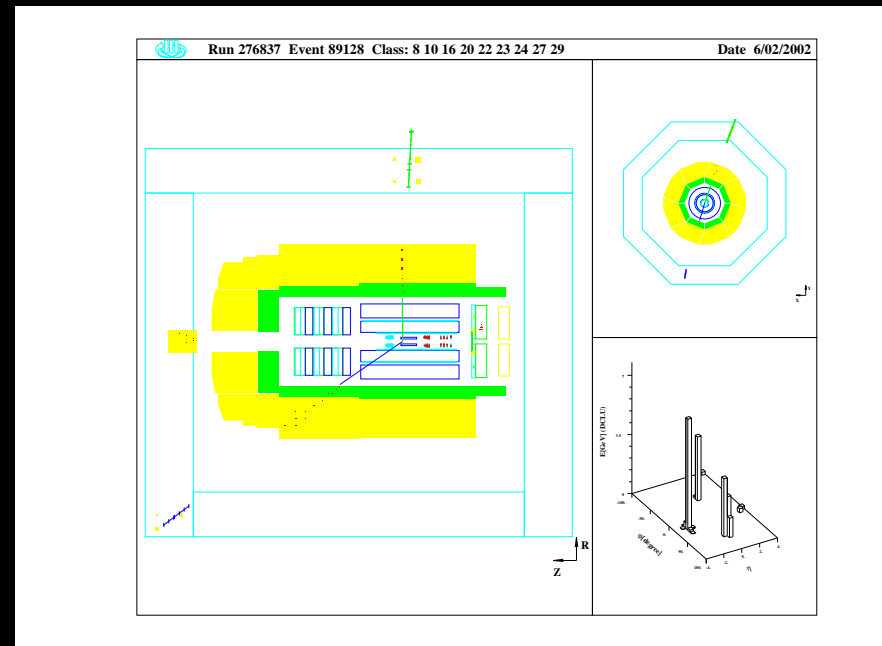 Run 276837 Event 89128 Class: 8 10 16 20 22 23 24 27 29 Date 6/02/2002
R
Z
Y
X
E[GeV] (DCLU)
φ[degree]
η